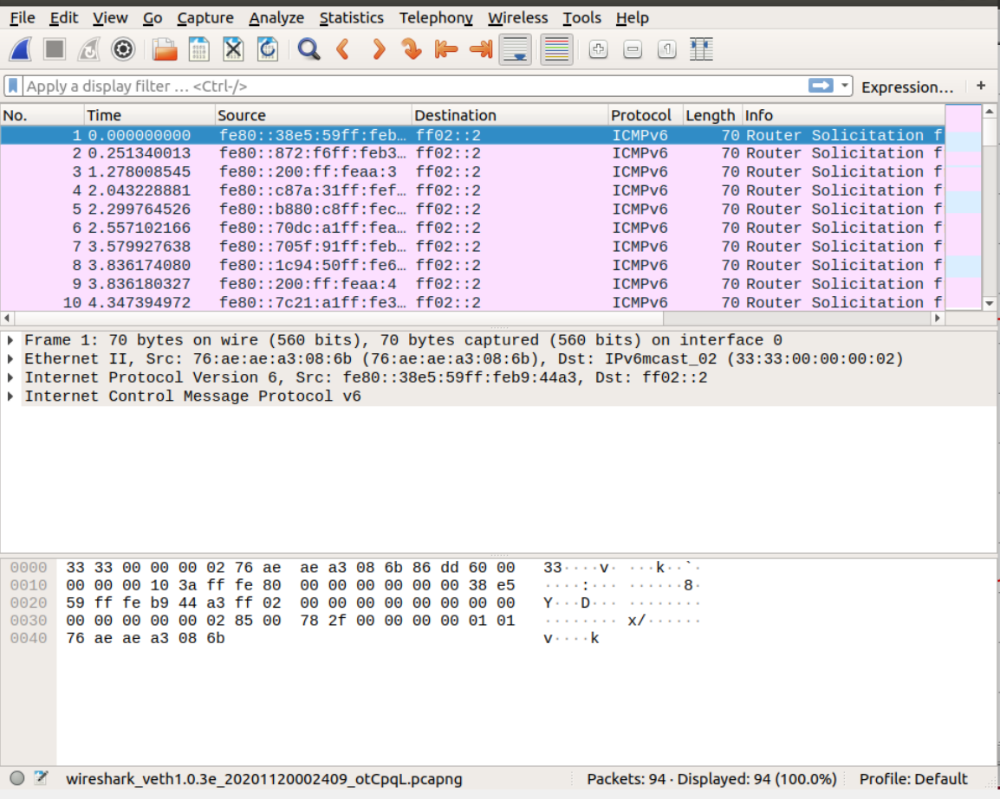 File Edit View Go Capture Analyze Statistics Telephony Wireless Tools Help
Apply a display filter … <Ctrl-/> Expression… +
No. Time Source Destination Protocol Length Info
1 0.000000000 fe80::38e5:59ff:feb… ff02::2 ICMPv6 70 Router Solicitation f
2 0.251340013 fe80::872:f6ff:feb3… ff02::2 ICMPv6 70 Router Solicitation f
3 1.278008545 fe80::200:ff:feaa:3 ff02::2 ICMPv6 70 Router Solicitation f
4 2.043228881 fe80::c87a:31ff:fef… ff02::2 ICMPv6 70 Router Solicitation f
5 2.299764526 fe80::b880:c8ff:fec… ff02::2 ICMPv6 70 Router Solicitation f
6 2.557102166 fe80::70dc:a1ff:fea… ff02::2 ICMPv6 70 Router Solicitation f
7 3.579927638 fe80::705f:91ff:feb… ff02::2 ICMPv6 70 Router Solicitation f
8 3.836174080 fe80::1c94:50ff:fe6… ff02::2 ICMPv6 70 Router Solicitation f
9 3.836180327 fe80::200:ff:feaa:4 ff02::2 ICMPv6 70 Router Solicitation f
10 4.347394972 fe80::7c21:a1ff:fe3… ff02::2 ICMPv6 70 Router Solicitation f
Frame 1: 70 bytes on wire (560 bits), 70 bytes captured (560 bits) on interface 0
Ethernet II, Src: 76:ae:ae:a3:08:6b (76:ae:ae:a3:08:6b), Dst: IPv6mcast_02 (33:33:00:00:00:02)
Internet Protocol Version 6, Src: fe80::38e5:59ff:feb9:44a3, Dst: ff02::2
Internet Control Message Protocol v6
0000 33 33 00 00 00 02 76 ae ae a3 08 6b 86 dd 60 00 33····v· ···k··`·
0010 00 00 00 10 3a ff fe 80 00 00 00 00 00 00 38 e5 ····:··· ······8·
0020 59 ff fe b9 44 a3 ff 02 00 00 00 00 00 00 00 00 Y···D··· ········
0030 00 00 00 00 00 02 85 00 78 2f 00 00 00 00 01 01 ········ x/······
0040 76 ae ae a3 08 6b v····k
wireshark_veth1.0.3e_20201120002409_otCpqL.pcapng Packets: 94 · Displayed: 94 (100.0%) Profile: Default